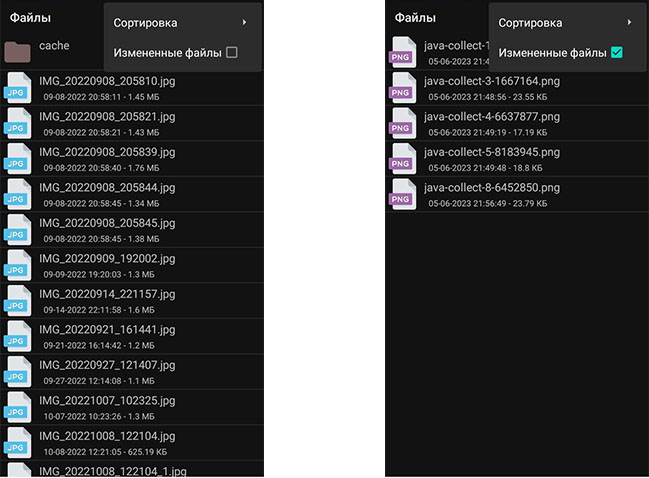 Файлы
Сортировка
Измененные файлы
cache
JPG
IMG_20220908_205810.jpg
09-08-2022 20:58:11 - 1.45 МБ
JPG
IMG_20220908_205821.jpg
09-08-2022 20:58:21 - 1.43 МБ
JPG
IMG_20220908_205839.jpg
09-08-2022 20:58:40 - 1.76 МБ
JPG
IMG_20220908_205844.jpg
09-08-2022 20:58:45 - 1.34 МБ
JPG
IMG_20220908_205845.jpg
09-08-2022 20:58:45 - 1.38 МБ
JPG
IMG_20220909_192002.jpg
09-09-2022 19:20:03 - 1.3 МБ
JPG
IMG_20220914_221157.jpg
09-14-2022 22:11:58 - 1.6 МБ
JPG
IMG_20220921_161441.jpg
09-21-2022 16:14:42 - 1.2 МБ
JPG
IMG_20220927_121407.jpg
09-27-2022 12:14:08 - 1.1 МБ
JPG
IMG_20221007_102325.jpg
10-07-2022 10:23:26 - 1.3 МБ
JPG
IMG_20221008_122104.jpg
10-08-2022 12:21:05 - 625.19 КБ
JPG
IMG_20221008_122104_1.jpg
Файлы
Сортировка
Измененные файлы
java-collect-1
PNG
05-06-2023 21:4
java-collect-3-1667164.png
PNG
05-06-2023 21:48:56 - 23.55 КБ
java-collect-4-6637877.png
PNG
05-06-2023 21:49:19 - 17.19 КБ
java-collect-5-8183945.png
PNG
05-06-2023 21:49:48 - 18.8 КБ
java-collect-8-6452850.png
PNG
05-06-2023 21:56:49 - 23.79 КБ